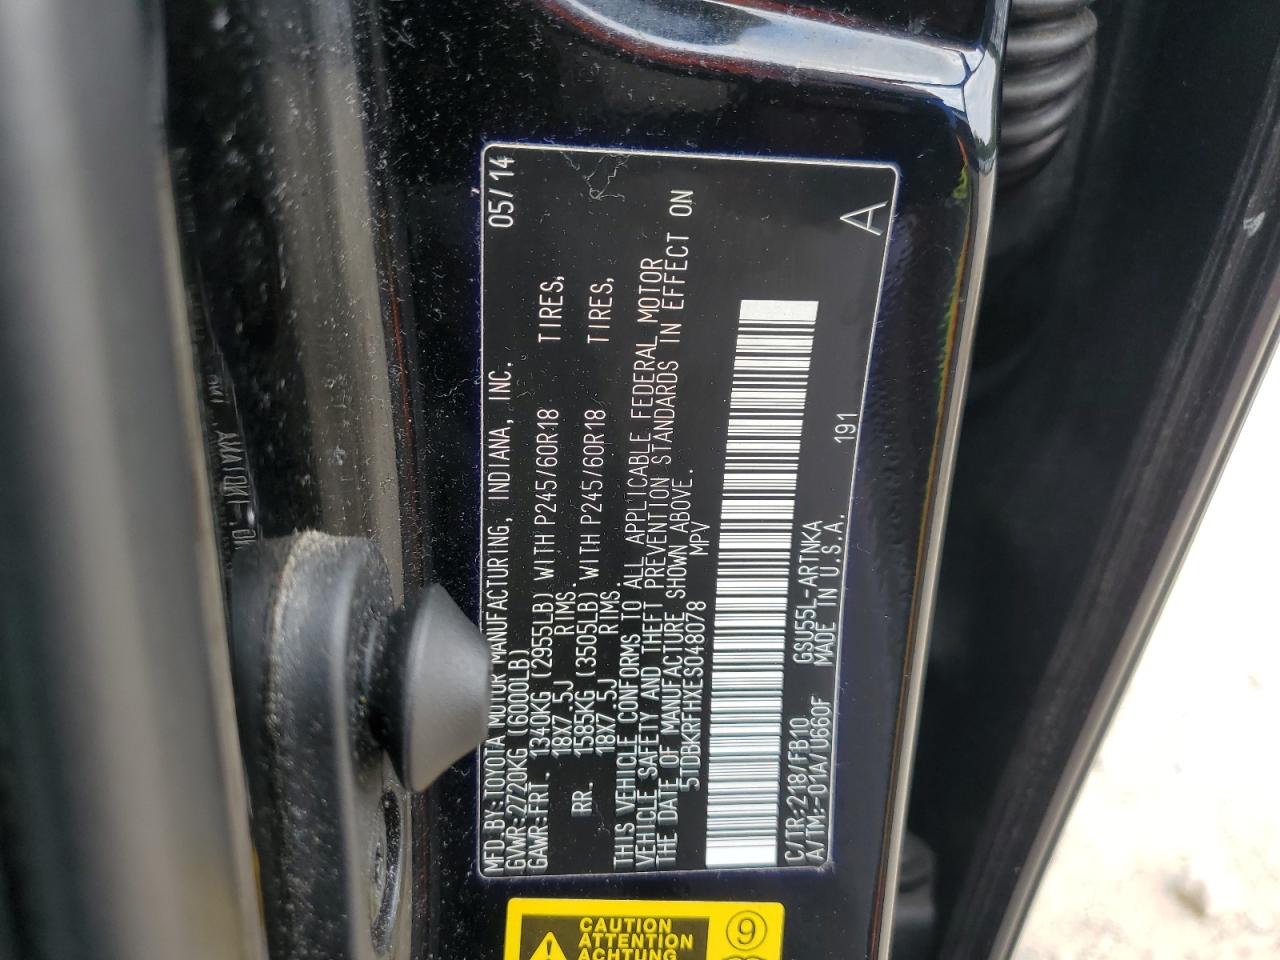 MFD.BY:TOYOTA MOTOR MANUFACTURING, INDIANA, INC. 05/14
GVWR:2720KG (6000LB)
GAWR:FRT. 1340KG (2955LB) WITH P245/60R18 TIRES,
18X7.5J RIMS.
RR. 1585KG (3505LB) WITH P245/60R18 TIRES,
18X7.5J RIMS.
THIS VEHICLE CONFORMS TO ALL APPLICABLE FEDERAL MOTOR
VEHICLE SAFETY AND THEFT PREVENTION STANDARDS IN EFFECT ON
THE DATE OF MANUFACTURE SHOWN ABOVE.
5TDBKRFHXES048078 MPV
C/TR:218/FB10 GSU55L-ARTNKA
A/TM:-01A/U660F MADE IN U.S.A. 191
A
CAUTION
ATTENTION
ACHTUNG
9